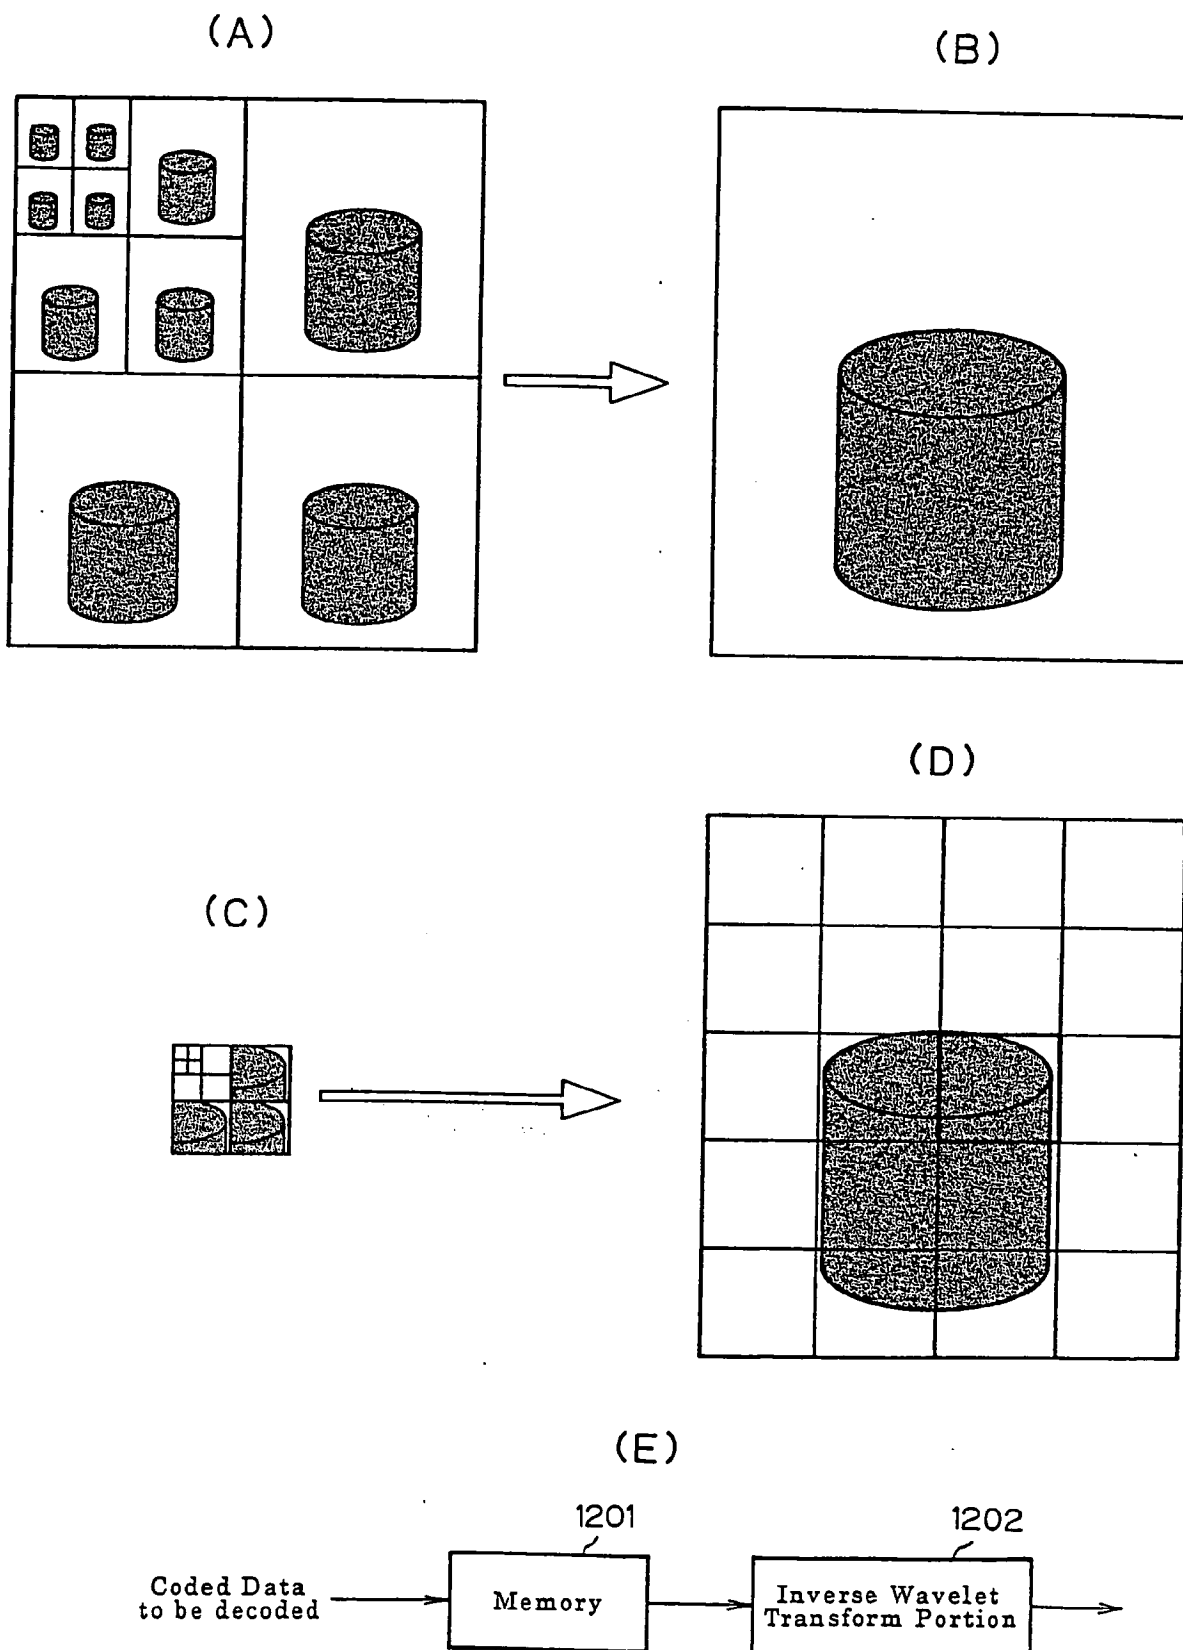 (A)
(B)
(C)
(D)
(E)
1201
1202
Coded Data
to be decoded
Memory
Inverse Wavelet
Transform Portion